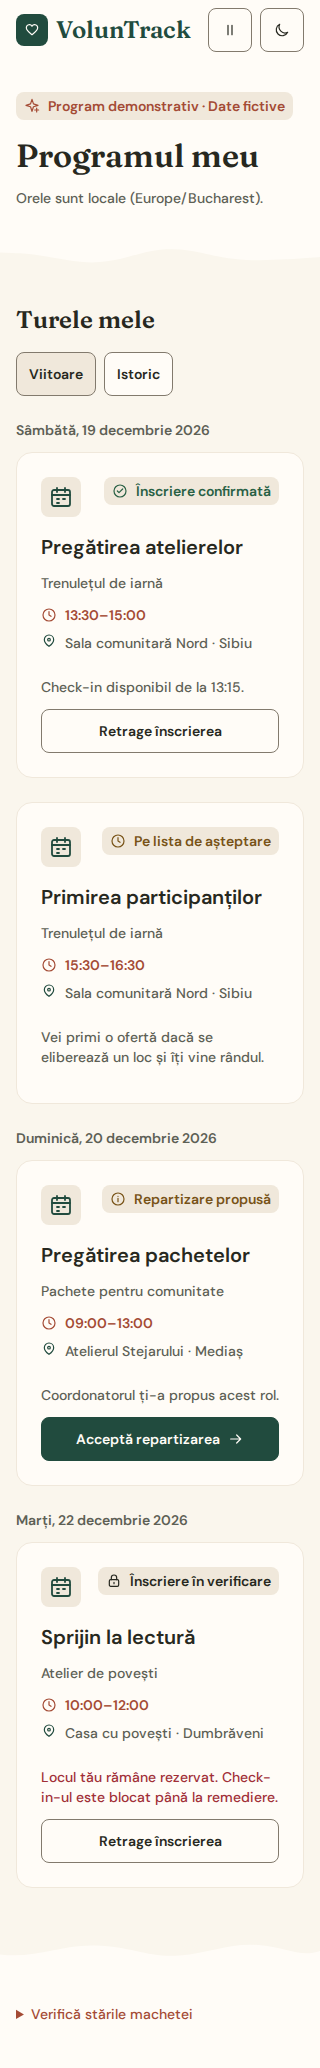 VolunTrack
Program demonstrativ · Date fictive
Programul meu
Orele sunt locale (Europe/Bucharest).
Turele mele
Viitoare
Istoric
Sâmbătă, 19 decembrie 2026
Înscriere confirmată
Pregătirea atelierelor
Trenulețul de iarnă
13:30–15:00
Sala comunitară Nord · Sibiu
Check-in disponibil de la 13:15.
Retrage înscrierea
Pe lista de așteptare
Primirea participanților
Trenulețul de iarnă
15:30–16:30
Sala comunitară Nord · Sibiu
Vei primi o ofertă dacă se
eliberează un loc și îți vine rândul.
Duminică, 20 decembrie 2026
Repartizare propusă
Pregătirea pachetelor
Pachete pentru comunitate
09:00–13:00
Atelierul Stejarului · Mediaș
Coordonatorul ți-a propus acest rol.
Acceptă repartizarea →
Marți, 22 decembrie 2026
Înscriere în verificare
Sprijin la lectură
Atelier de povești
10:00–12:00
Casa cu povești · Dumbrăveni
Locul tău rămâne rezervat. Check-
in-ul este blocat până la remediere.
Retrage înscrierea
Verifică stările machetei